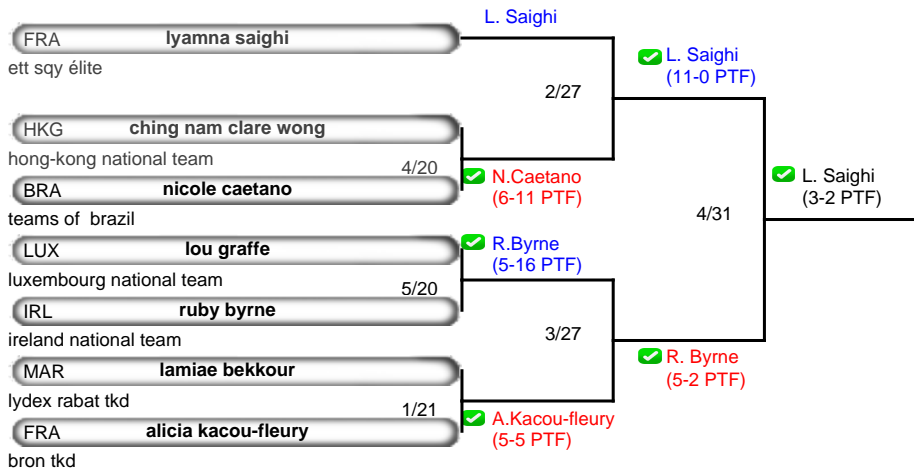 L. Saighi
FRA lyamna saighi
ett sqy élite
L. Saighi
(11-0 PTF)
2/27
HKG ching nam clare wong
hong-kong national team
4/20
N.Caetano
(6-11 PTF)
BRA nicole caetano
teams of  brazil
L. Saighi
(3-2 PTF)
4/31
LUX lou graffe
luxembourg national team
R.Byrne
(5-16 PTF)
5/20
IRL ruby byrne
ireland national team
3/27
R. Byrne
(5-2 PTF)
MAR lamiae bekkour
lydex rabat tkd
1/21
A.Kacou-fleury
(5-5 PTF)
FRA alicia kacou-fleury
bron tkd